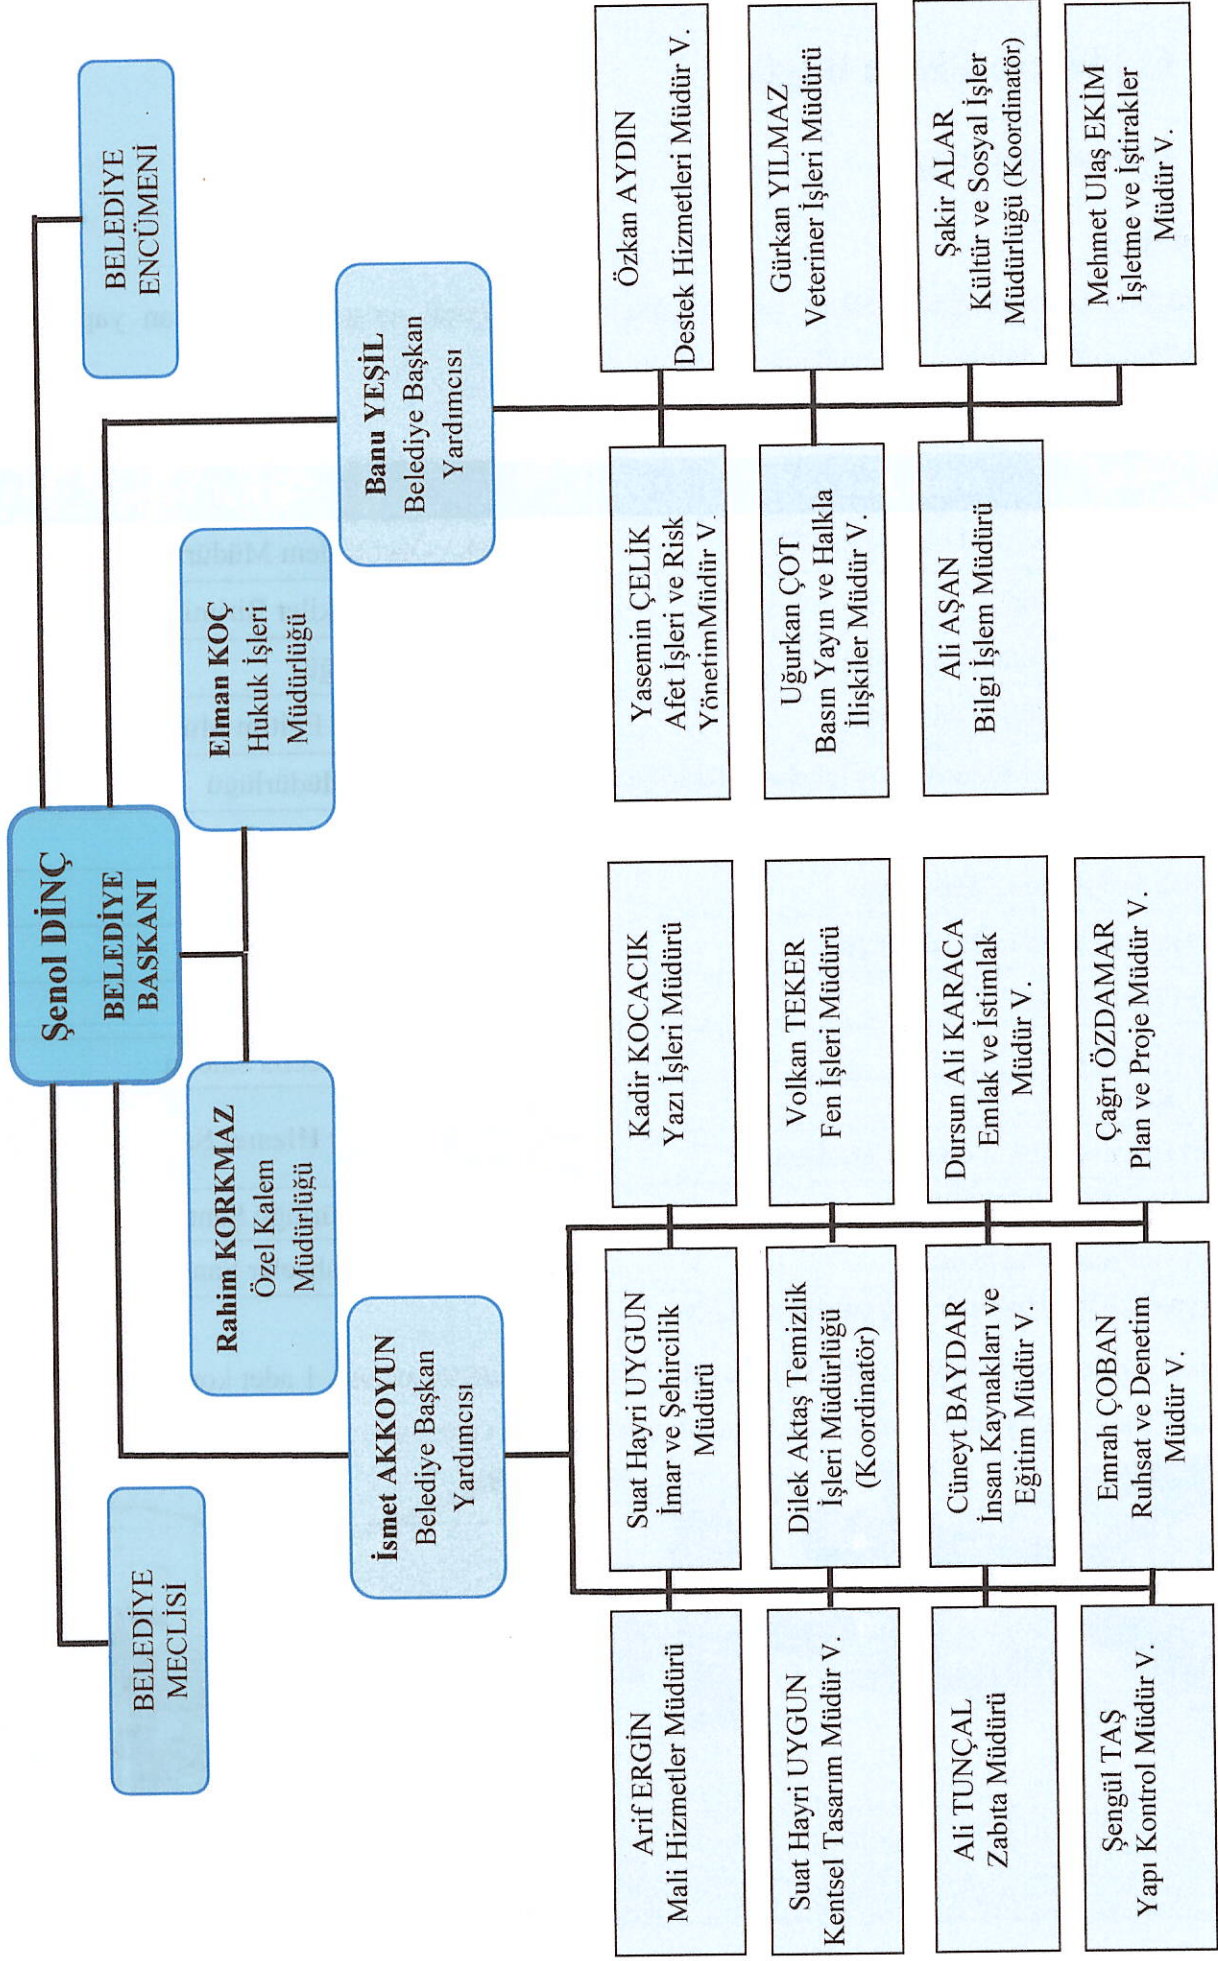 Şenol DİNÇ
BELEDİYE
BAŞKANI
BELEDİYE
MECLİSİ
BELEDİYE
ENCÜMENİ
Rahim KORKMAZ
Özel Kalem
Müdürlüğü
Elman KOÇ
Hukuk İşleri
Müdürlüğü
İsmet AKKOYUN
Belediye Başkan
Yardımcısı
Banu YEŞİL
Belediye Başkan
Yardımcısı
Arif ERGİN
Mali Hizmetler Müdürü
Suat Hayri UYGUN
İmar ve Şehircilik
Müdürü
Kadir KOCACIK
Yazı İşleri Müdürü
Yasemin ÇELİK
Afet İşleri ve Risk
YönetimMüdür V.
Özkan AYDIN
Destek Hizmetleri Müdür V.
Suat Hayri UYGUN
Kentsel Tasarım Müdür V.
Dilek Aktaş Temizlik
İşleri Müdürlüğü
(Koordinatör)
Volkan TEKER
Fen İşleri Müdürü
Uğurkan ÇOT
Basın Yayın ve Halkla
İlişkiler Müdür V.
Gürkan YILMAZ
Veteriner İşleri Müdürü
Ali TUNÇAL
Zabıta Müdürü
Cüneyt BAYDAR
İnsan Kaynakları ve
Eğitim Müdür V.
Dursun Ali KARACA
Emlak ve İstimlak
Müdür V.
Ali AŞAN
Bilgi İşlem Müdürü
Şakir ALAR
Kültür ve Sosyal İşler
Müdürlüğü (Koordinatör)
Şengül TAŞ
Yapı Kontrol Müdür V.
Emrah ÇOBAN
Ruhsat ve Denetim
Müdür V.
Çağrı ÖZDAMAR
Plan ve Proje Müdür V.
Mehmet Ulaş EKİM
İşletme ve İştirakler
Müdür V.